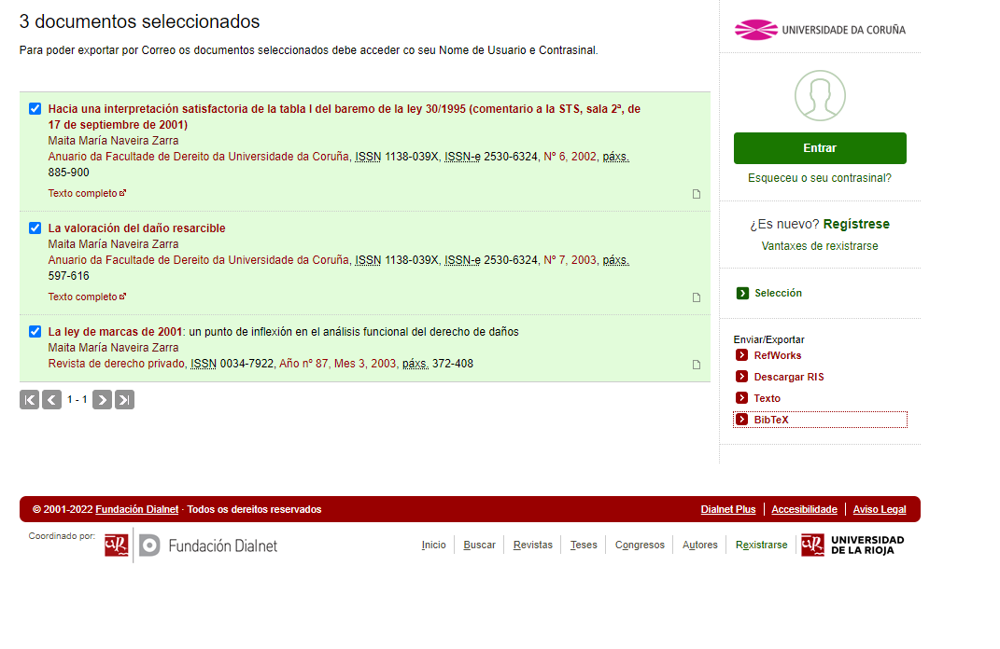 3 documentos seleccionados
Para poder exportar por Correo os documentos seleccionados debe acceder co seu Nome de Usuario e Contrasinal.
Hacia una interpretación satisfactoria de la tabla I del baremo de la ley 30/1995 (comentario a la STS, sala 2ª, de
17 de septiembre de 2001)
Maita María Naveira Zarra
Anuario da Facultade de Dereito da Universidade da Coruña, ISSN 1138-039X, ISSN-e 2530-6324, Nº 6, 2002, páxs.
885-900
Texto completo
La valoración del daño resarcible
Maita María Naveira Zarra
Anuario da Facultade de Dereito da Universidade da Coruña, ISSN 1138-039X, ISSN-e 2530-6324, Nº 7, 2003, páxs.
597-616
Texto completo
La ley de marcas de 2001: un punto de inflexión en el análisis funcional del derecho de daños
Maita María Naveira Zarra
Revista de derecho privado, ISSN 0034-7922, Año nº 87, Mes 3, 2003, páxs. 372-408
1 - 1
UNIVERSIDADE DA CORUÑA
Entrar
Esqueceu o seu contrasinal?
¿Es nuevo? Regístrese
Vantaxes de rexistrarse
Selección
Enviar/Exportar
RefWorks
Descargar RIS
Texto
BibTeX
© 2001-2022 Fundación Dialnet · Todos os dereitos reservados
Dialnet Plus
Accesibilidade
Aviso Legal
Coordinado por:
Fundación Dialnet
Inicio
Buscar
Revistas
Teses
Congresos
Autores
Rexistrarse
UNIVERSIDAD
DE LA RIOJA